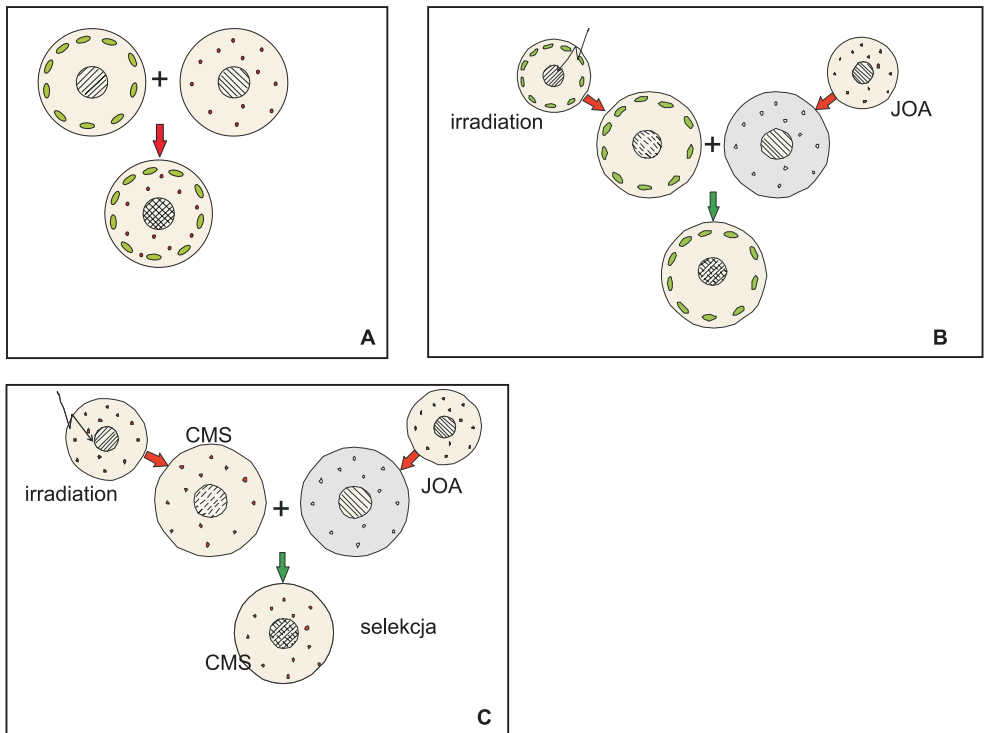 +
A
irradiation
JOA
+
B
CMS
irradiation
JOA
+
selekcja
CMS
C